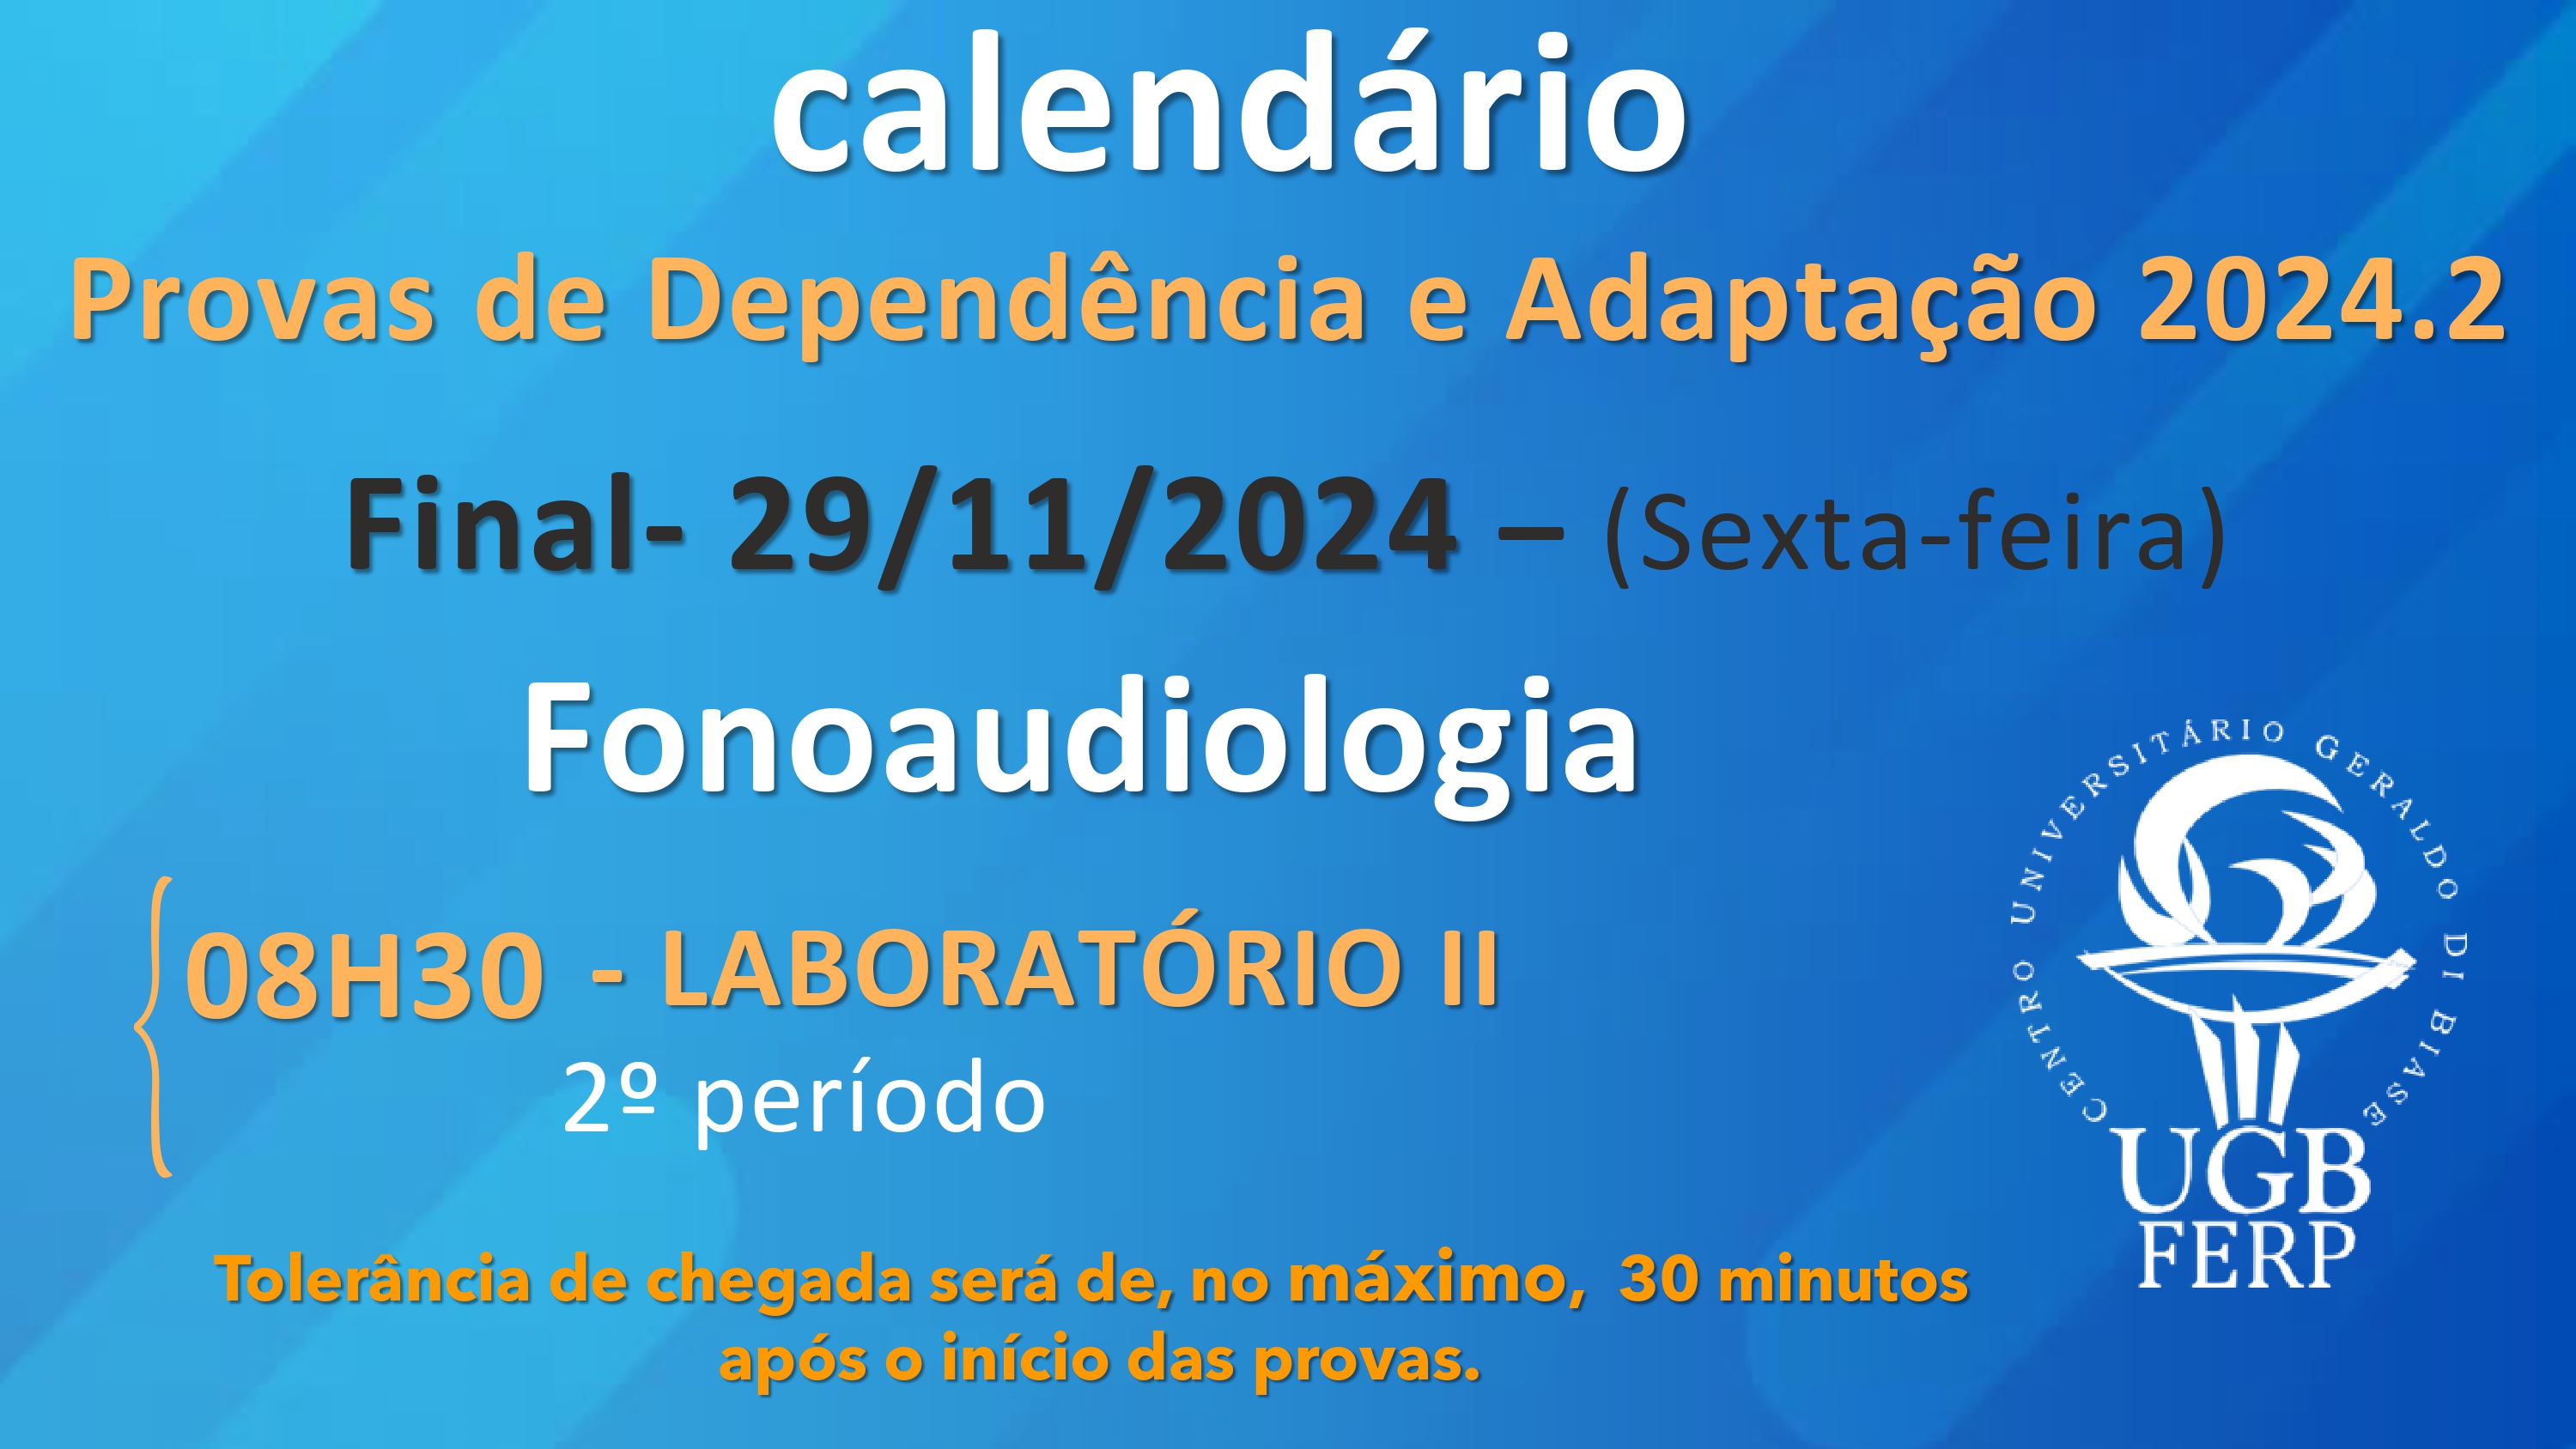 calendário
Provas de Dependência e Adaptação 2024.2
Final- 29/11/2024 – (Sexta-feira)
Fonoaudiologia
08H30 - LABORATÓRIO II
2º período
CENTRO UNIVERSITÁRIO GERALDO DI BIASE
UGB
FERP
Tolerância de chegada será de, no máximo, 30 minutos
após o início das provas.